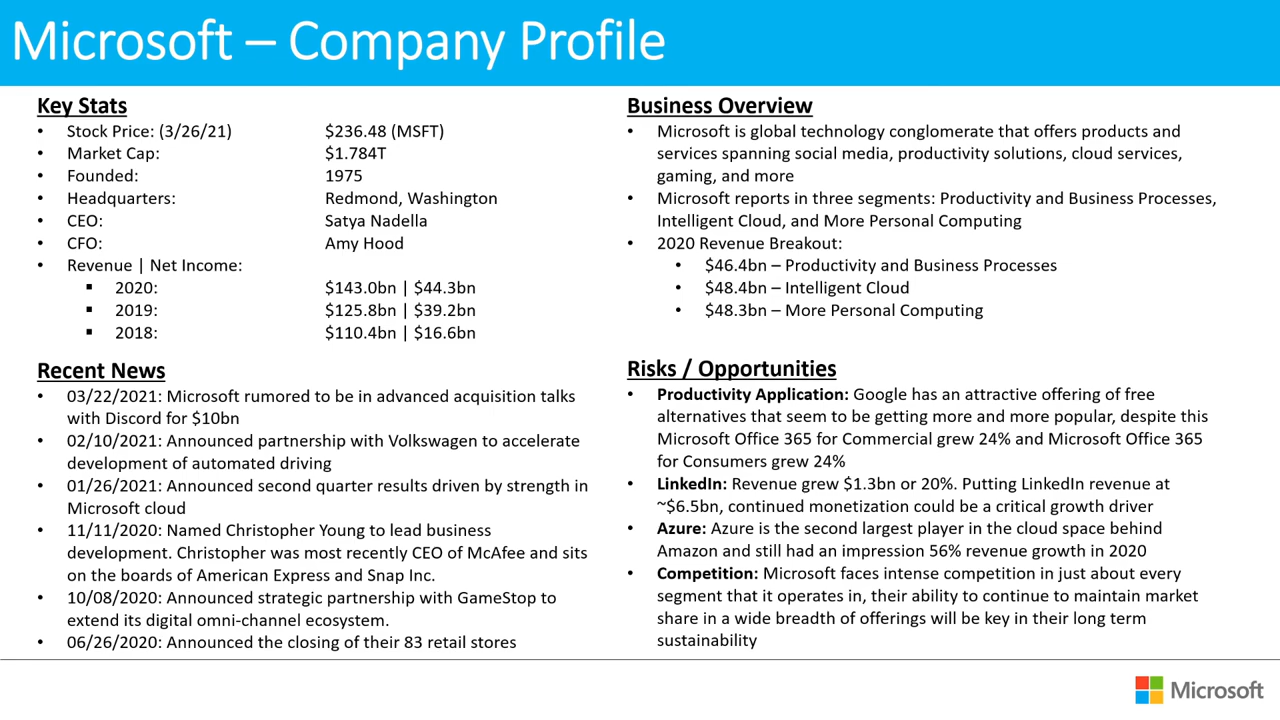 Microsoft – Company Profile
Key Stats
• Stock Price: (3/26/21) $236.48 (MSFT)
• Market Cap: $1.784T
• Founded: 1975
• Headquarters: Redmond, Washington
• CEO: Satya Nadella
• CFO: Amy Hood
• Revenue | Net Income:
▪ 2020: $143.0bn | $44.3bn
▪ 2019: $125.8bn | $39.2bn
▪ 2018: $110.4bn | $16.6bn
Recent News
• 03/22/2021: Microsoft rumored to be in advanced acquisition talks
with Discord for $10bn
• 02/10/2021: Announced partnership with Volkswagen to accelerate
development of automated driving
• 01/26/2021: Announced second quarter results driven by strength in
Microsoft cloud
• 11/11/2020: Named Christopher Young to lead business
development. Christopher was most recently CEO of McAfee and sits
on the boards of American Express and Snap Inc.
• 10/08/2020: Announced strategic partnership with GameStop to
extend its digital omni-channel ecosystem.
• 06/26/2020: Announced the closing of their 83 retail stores
Business Overview
• Microsoft is global technology conglomerate that offers products and
services spanning social media, productivity solutions, cloud services,
gaming, and more
• Microsoft reports in three segments: Productivity and Business Processes,
Intelligent Cloud, and More Personal Computing
• 2020 Revenue Breakout:
• $46.4bn – Productivity and Business Processes
• $48.4bn – Intelligent Cloud
• $48.3bn – More Personal Computing
Risks / Opportunities
• Productivity Application: Google has an attractive offering of free
alternatives that seem to be getting more and more popular, despite this
Microsoft Office 365 for Commercial grew 24% and Microsoft Office 365
for Consumers grew 24%
• LinkedIn: Revenue grew $1.3bn or 20%. Putting LinkedIn revenue at
~$6.5bn, continued monetization could be a critical growth driver
• Azure: Azure is the second largest player in the cloud space behind
Amazon and still had an impression 56% revenue growth in 2020
• Competition: Microsoft faces intense competition in just about every
segment that it operates in, their ability to continue to maintain market
share in a wide breadth of offerings will be key in their long term
sustainability
Microsoft